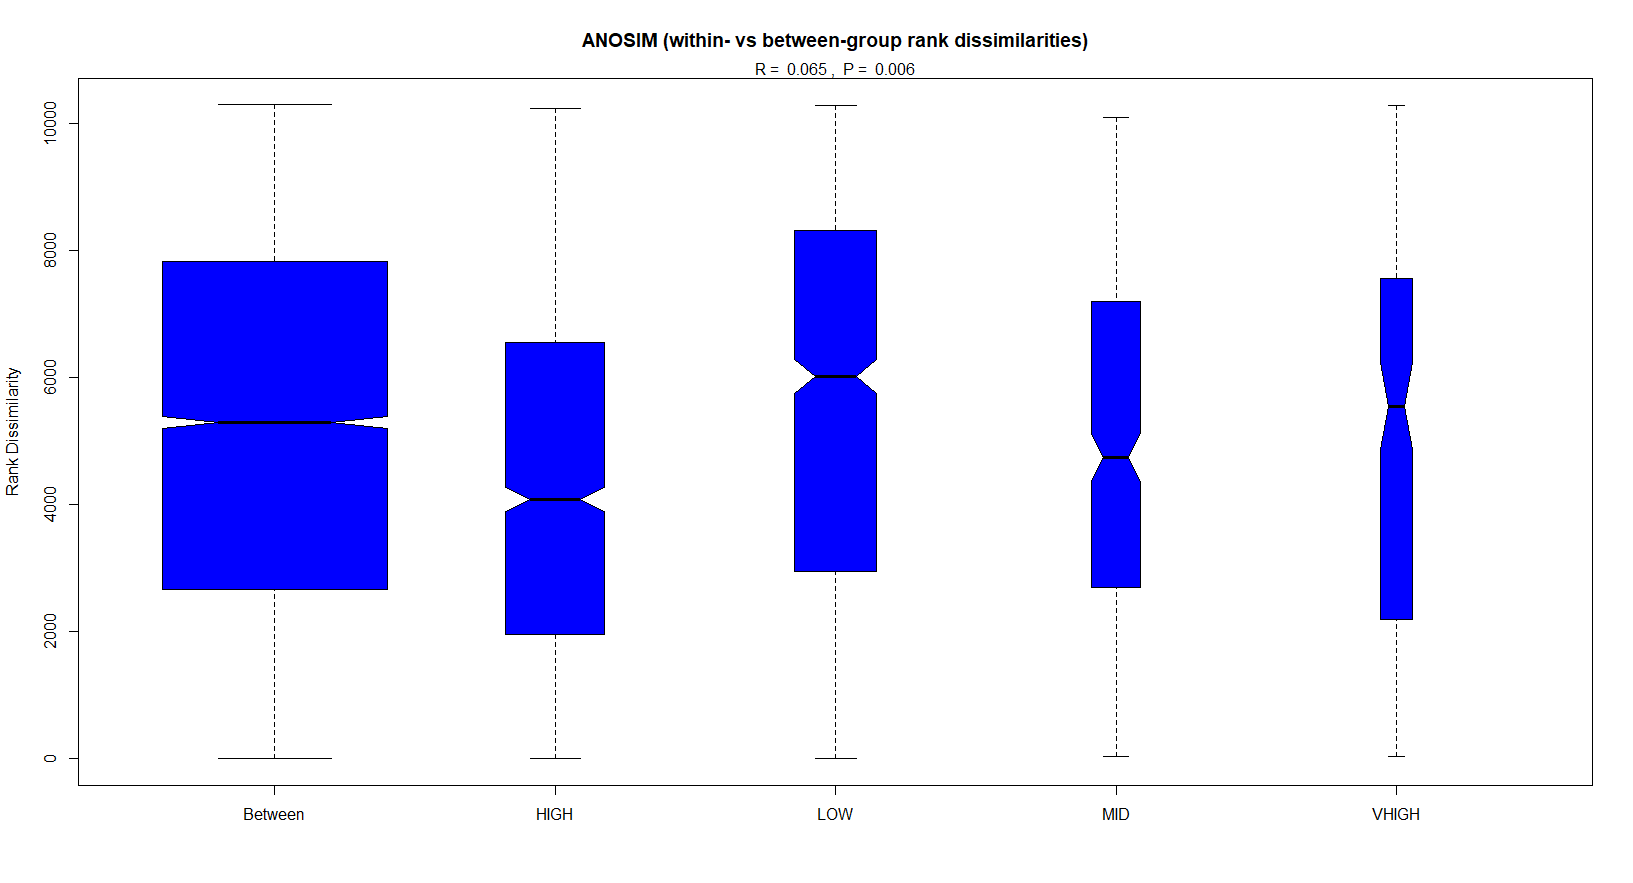 ANOSIM (within- vs between-group rank dissimilarities)
R = 0.065 , P = 0.006
Rank Dissimilarity
10000
8000
6000
4000
2000
0
Between HIGH LOW MID VHIGH